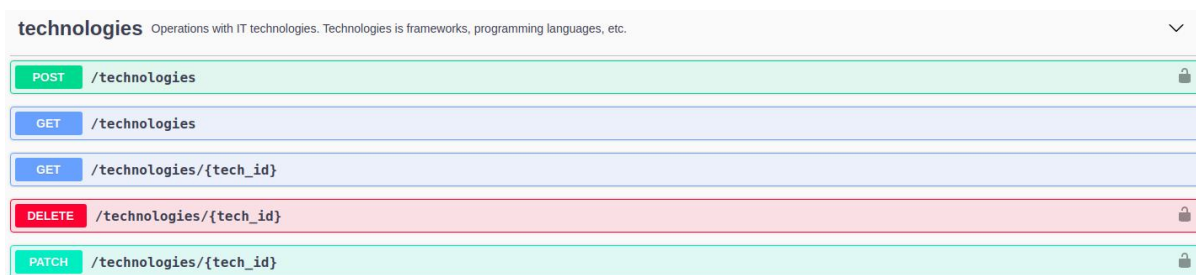 technologies Operations with IT technologies. Technologies is frameworks, programming languages, etc.
POST /technologies
GET /technologies
GET /technologies/{tech_id}
DELETE /technologies/{tech_id}
PATCH /technologies/{tech_id}